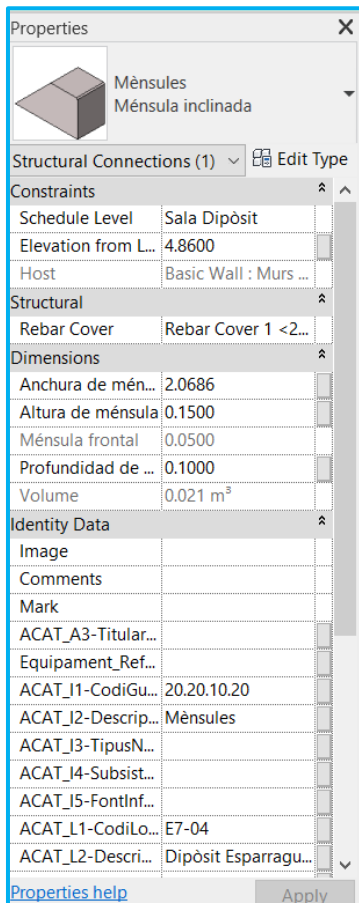 Properties X
Mènsules
Ménsula inclinada
Structural Connections (1) Edit Type
Constraints
Schedule Level Sala Dipòsit
Elevation from L... 4.8600
Host Basic Wall : Murs ...
Structural
Rebar Cover Rebar Cover 1 <2...
Dimensions
Anchura de mén... 2.0686
Altura de ménsula 0.1500
Ménsula frontal 0.0500
Profundidad de ... 0.1000
Volume 0.021 m³
Identity Data
Image
Comments
Mark
ACAT_A3-Titular...
Equipament_Ref...
ACAT_I1-CodiGu... 20.20.10.20
ACAT_I2-Descrip... Mènsules
ACAT_I3-TipusN...
ACAT_I4-Subsist...
ACAT_I5-FontInf...
ACAT_L1-CodiLo... E7-04
ACAT_L2-Descri... Dipòsit Esparragu...
Properties help Apply